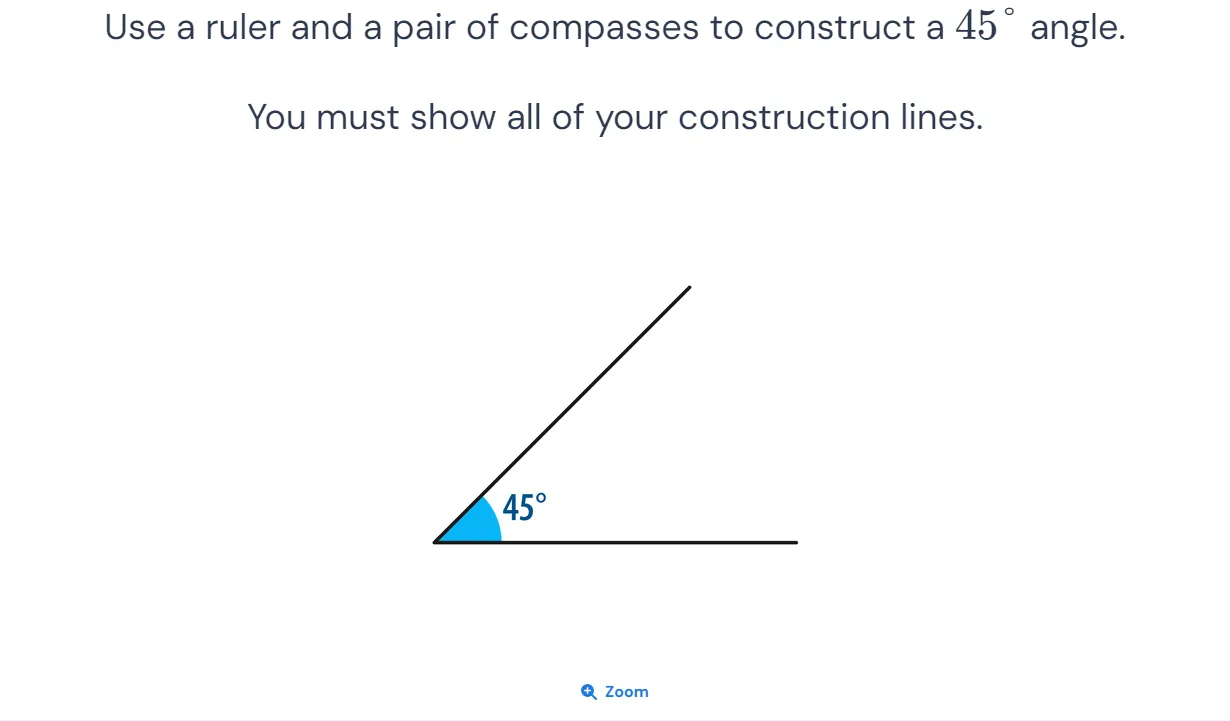 Use a ruler and a pair of compasses to construct a 45° angle.
You must show all of your construction lines.
45°
Zoom